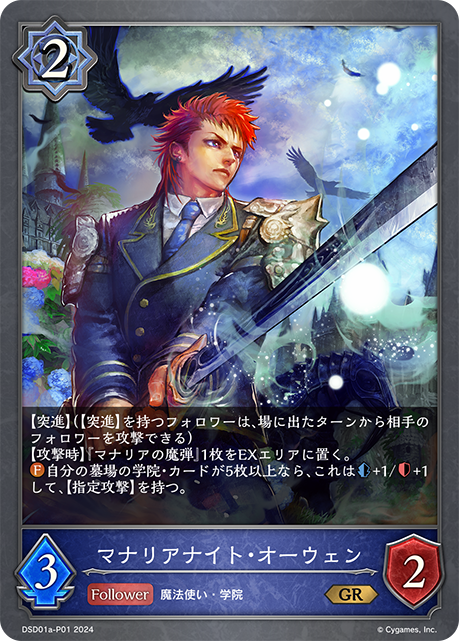 2
【突進】(【突進】を持つフォロワーは、場に出たターンから相手の
フォロワーを攻撃できる)
【攻撃時】『マナリアの魔弾』1枚をEXエリアに置く。
F 自分の墓場の学院・カードが5枚以上なら、これは+1/+1
して、【指定攻撃】を持つ。
マナリアナイト・オーウェン
3
Follower 魔法使い・学院 GR
2
DSD01a-P01 2024 © Cygames, Inc.